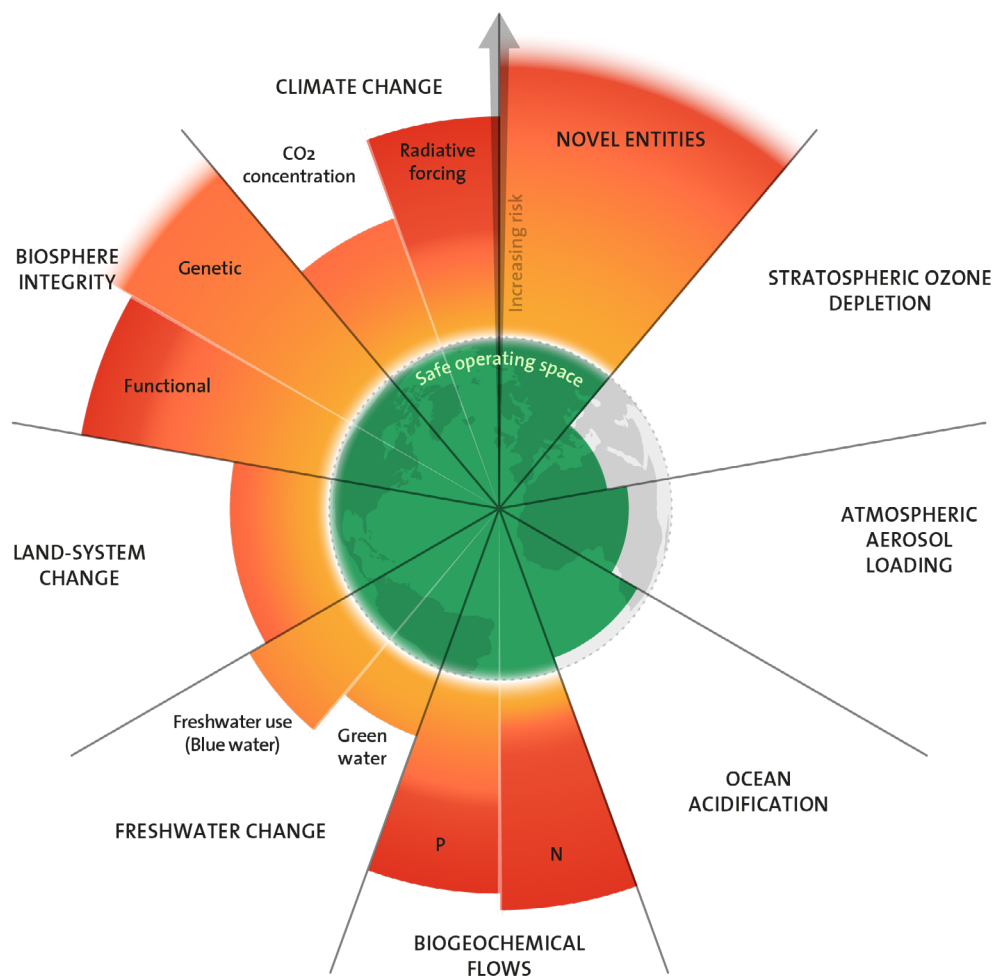 CLIMATE CHANGE
CO2
concentration
Radiative
forcing
NOVEL ENTITIES
Increasing risk
STRATOSPHERIC OZONE
DEPLETION
BIOSPHERE
INTEGRITY
Genetic
Functional
Safe operating space
ATMOSPHERIC
AEROSOL
LOADING
LAND-SYSTEM
CHANGE
Freshwater use
(Blue water)
Green
water
FRESHWATER CHANGE
OCEAN
ACIDIFICATION
P
N
BIOGEOCHEMICAL
FLOWS